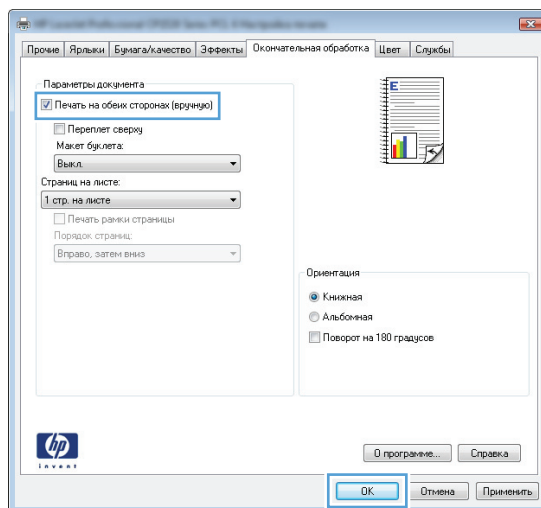 Прочие Ярлыки Бумага/качество Эффекты Окончательная обработка Цвет Службы
Параметры документа
Печать на обеих сторонах (вручную)
Переплет сверху
Макет буклета:
Выкл.
Страниц на листе:
1 стр. на листе
Печать рамки страницы
Порядок страниц:
Вправо, затем вниз
E
Ориентация
Книжная
Альбомная
Поворот на 180 градусов
hp
invent
О программе... Справка
OK Отмена Применить